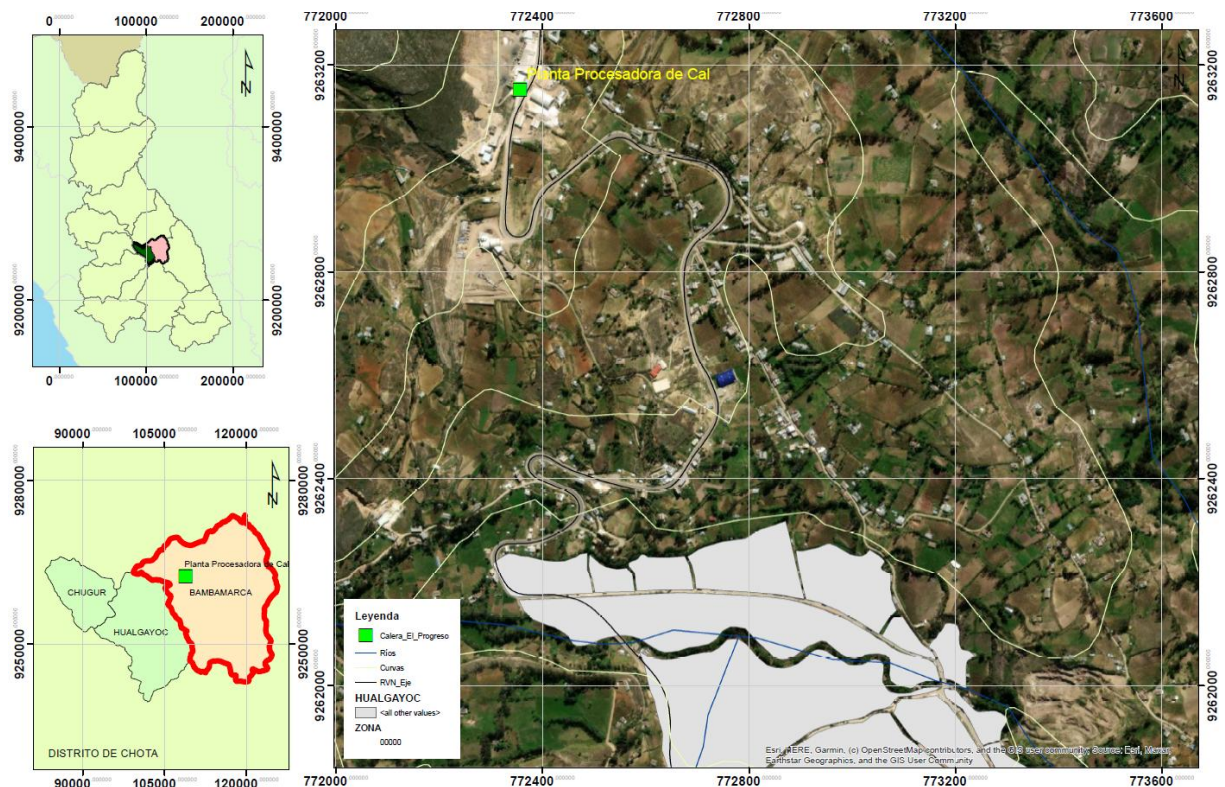 0 100000 200000
9400000
9200000
9400000
9200000
0 100000 200000
90000 105000 120000
9280000
9250000
9280000
9250000
Planta Procesadora de Cal
CHUGUR
BAMBAMARCA
HUALGAYOC
DISTRITO DE CHOTA
772000 772400 772800 773200 773600
9263200
9262800
9262400
9262000
9263200
9262800
9262400
9262000
Planta Procesadora de Cal
Leyenda
Calera_El_Progreso
Ríos
Curvas
RVN_Eje
HUALGAYOC
<all other values>
ZONA
00000
Esri, HERE, Garmin, (c) OpenStreetMap contributors, and the GIS user community, Source: Esri, Maxar,
Earthstar Geographics, and the GIS User Community
772000 772400 772800 773200 773600